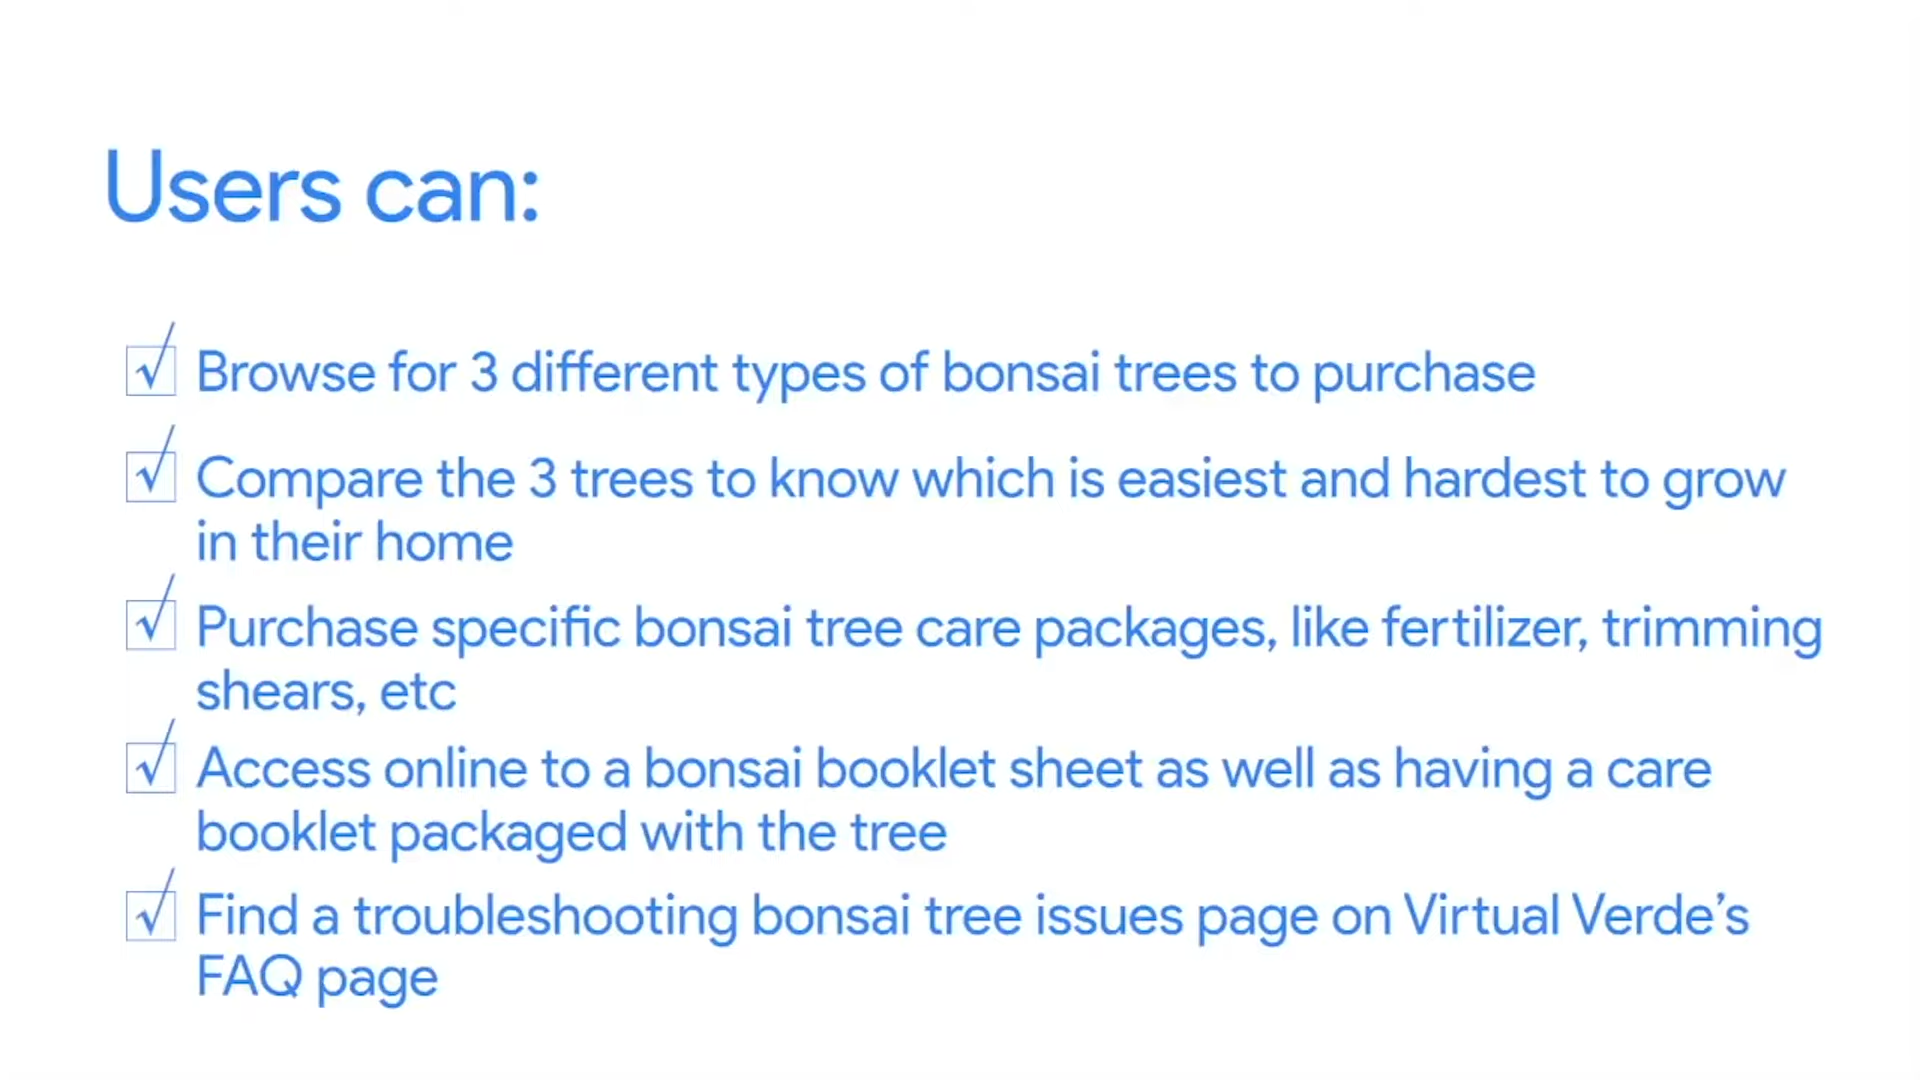 Users can:
Browse for 3 different types of bonsai trees to purchase
Compare the 3 trees to know which is easiest and hardest to grow
in their home
Purchase specific bonsai tree care packages, like fertilizer, trimming
shears, etc
Access online to a bonsai booklet sheet as well as having a care
booklet packaged with the tree
Find a troubleshooting bonsai tree issues page on Virtual Verde’s
FAQ page